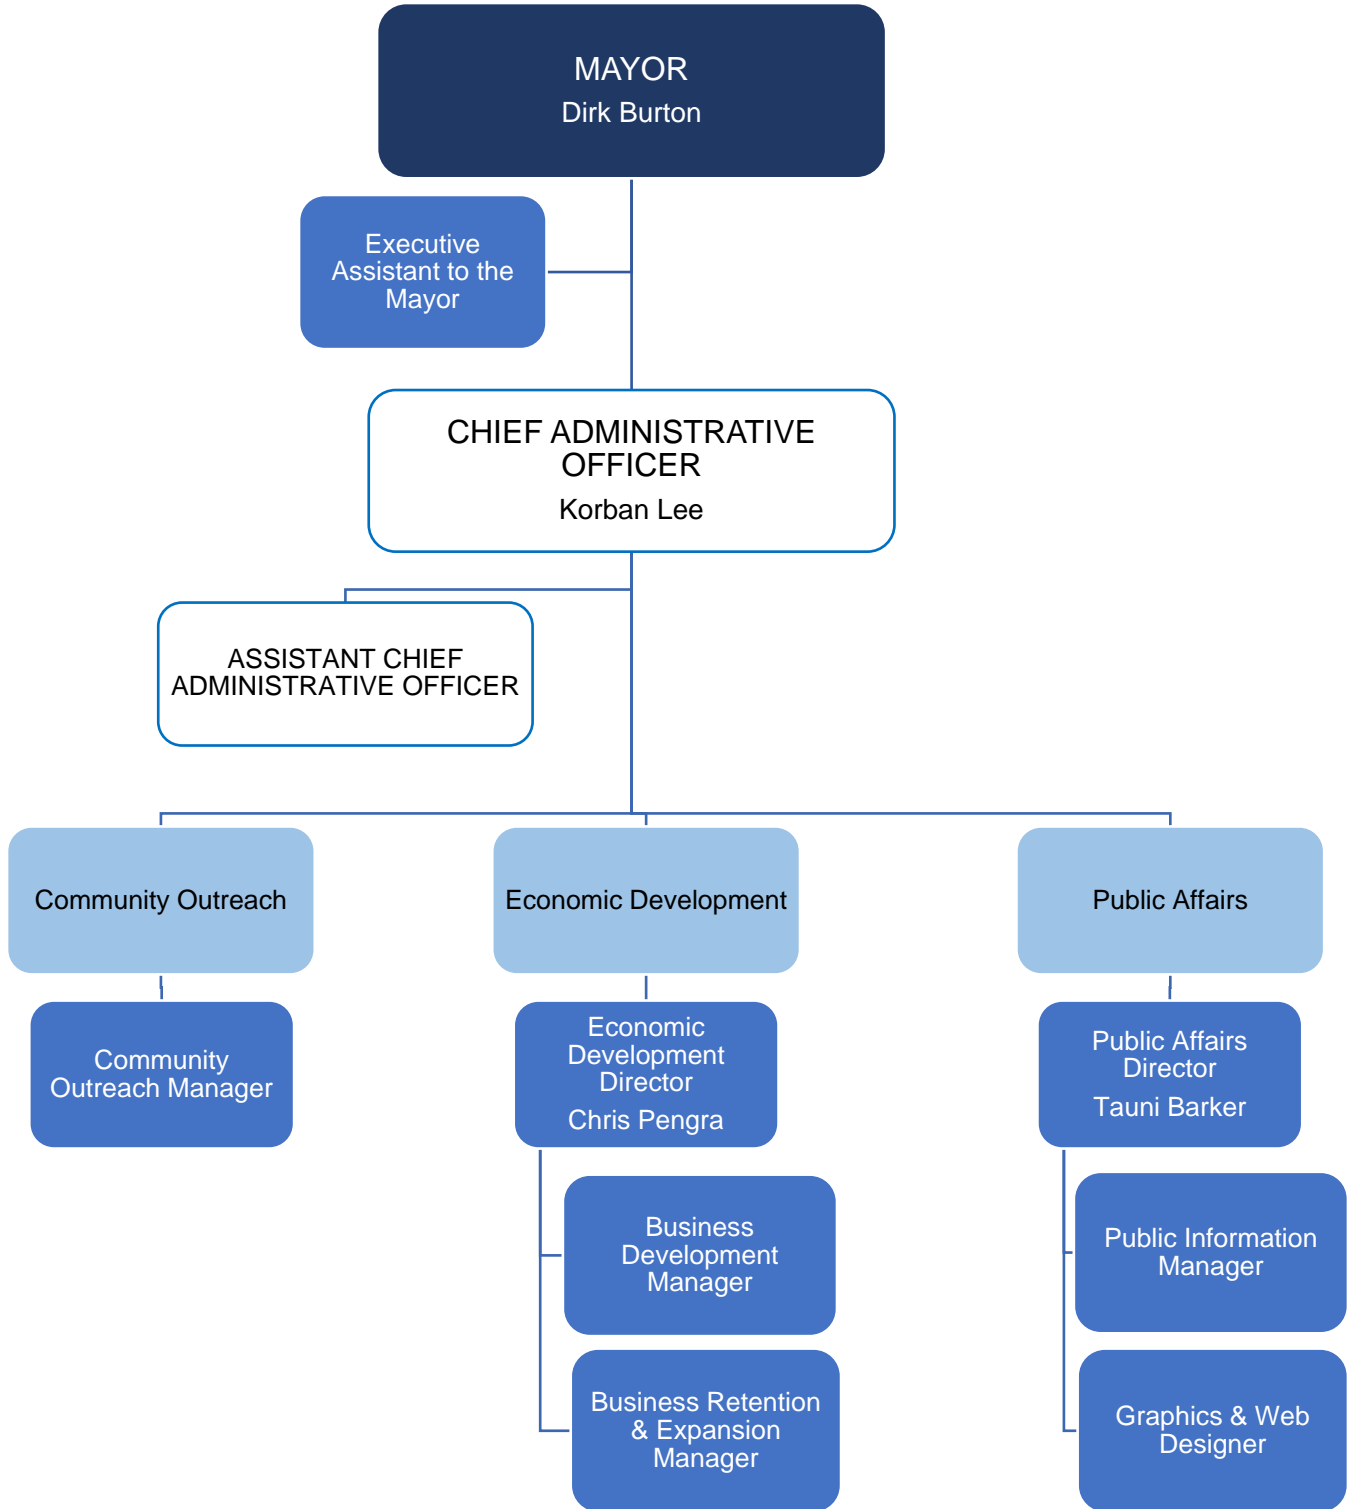 MAYOR
Dirk Burton
Executive
Assistant to the
Mayor
CHIEF ADMINISTRATIVE
OFFICER
Korban Lee
ASSISTANT CHIEF
ADMINISTRATIVE OFFICER
Community Outreach
Economic Development
Public Affairs
Community
Outreach Manager
Economic
Development
Director
Chris Pengra
Public Affairs
Director
Tauni Barker
Business
Development
Manager
Public Information
Manager
Business Retention
& Expansion
Manager
Graphics & Web
Designer